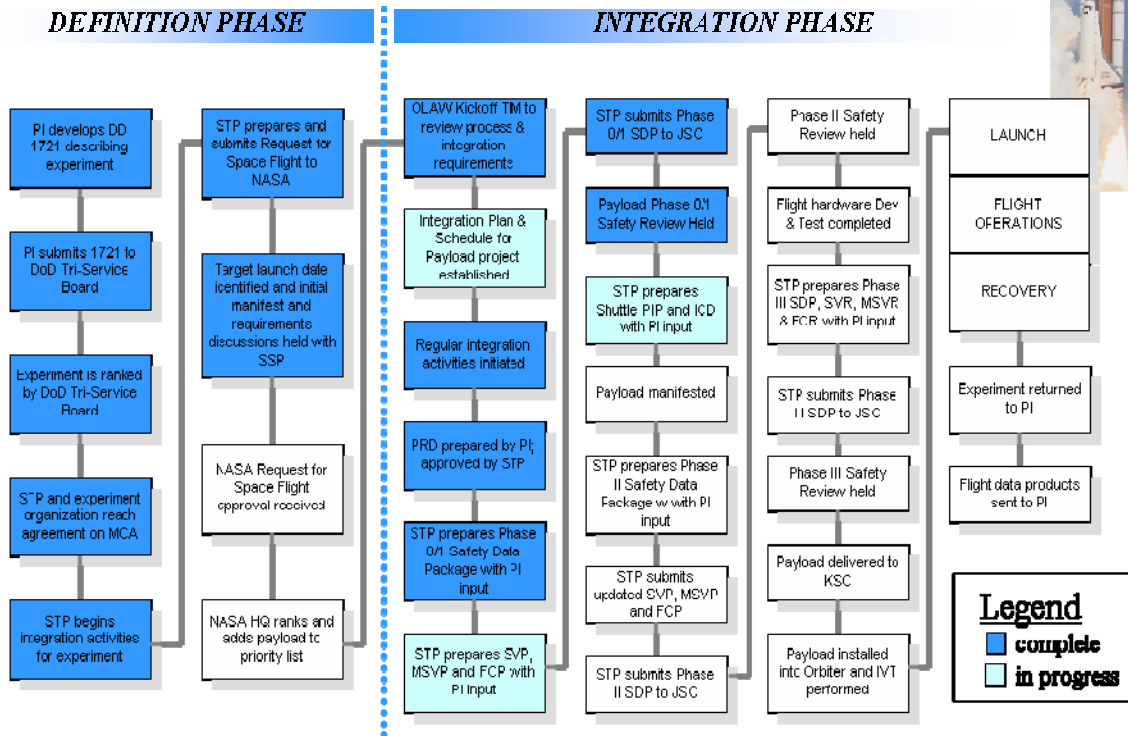 DEFINITION PHASE
INTEGRATION PHASE
PI develops DD
1721 describing
experiment
PI submits 1721 to
DoD Tri-Service
Board
Experiment is ranked
by DoD Tri-Service
Board
STP and experiment
organization reach
agreement on MCA
STP begins
integration activities
for experiment
STP prepares and
submits Request for
Space Flight to
NASA
Target launch date
identified and initial
manifest and
requirements
discussions held with
SSP
NASA Request for
Space Flight
approval received
NASA HQ ranks and
adds payload to
priority list
OLAW Kickoff TIM to
review process &
integration
requirements
Integration Plan &
Schedule for
Payload project
established
Regular integration
activities initiated
PRD prepared by PI;
approved by STP
STP prepares Phase
0/1 Safety Data
Package with PI
input
STP prepares SVP,
MSVP and FCP with
PI input
STP submits Phase
0/1 SDP to JSC
Payload Phase 0/1
Safety Review Held
STP prepares
Shuttle PIP and ICD
with PI input
Payload manifested
STP prepares Phase
II Safety Data
Package w with PI
input
STP submits
updated SVP, MSVP
and FCP
STP submits Phase
II SDP to JSC
Phase II Safety
Review held
Flight hardware Dev
& Test completed
STP prepares Phase
III SDP, SVR, MSVR
& FCR with PI input
STP submits Phase
II SDP to JSC
Phase III Safety
Review held
Payload delivered to
KSC
Payload installed
into Orbiter and IVT
performed
LAUNCH
FLIGHT
OPERATIONS
RECOVERY
Experiment returned
to PI
Flight data products
sent to PI
Legend
complete
in progress